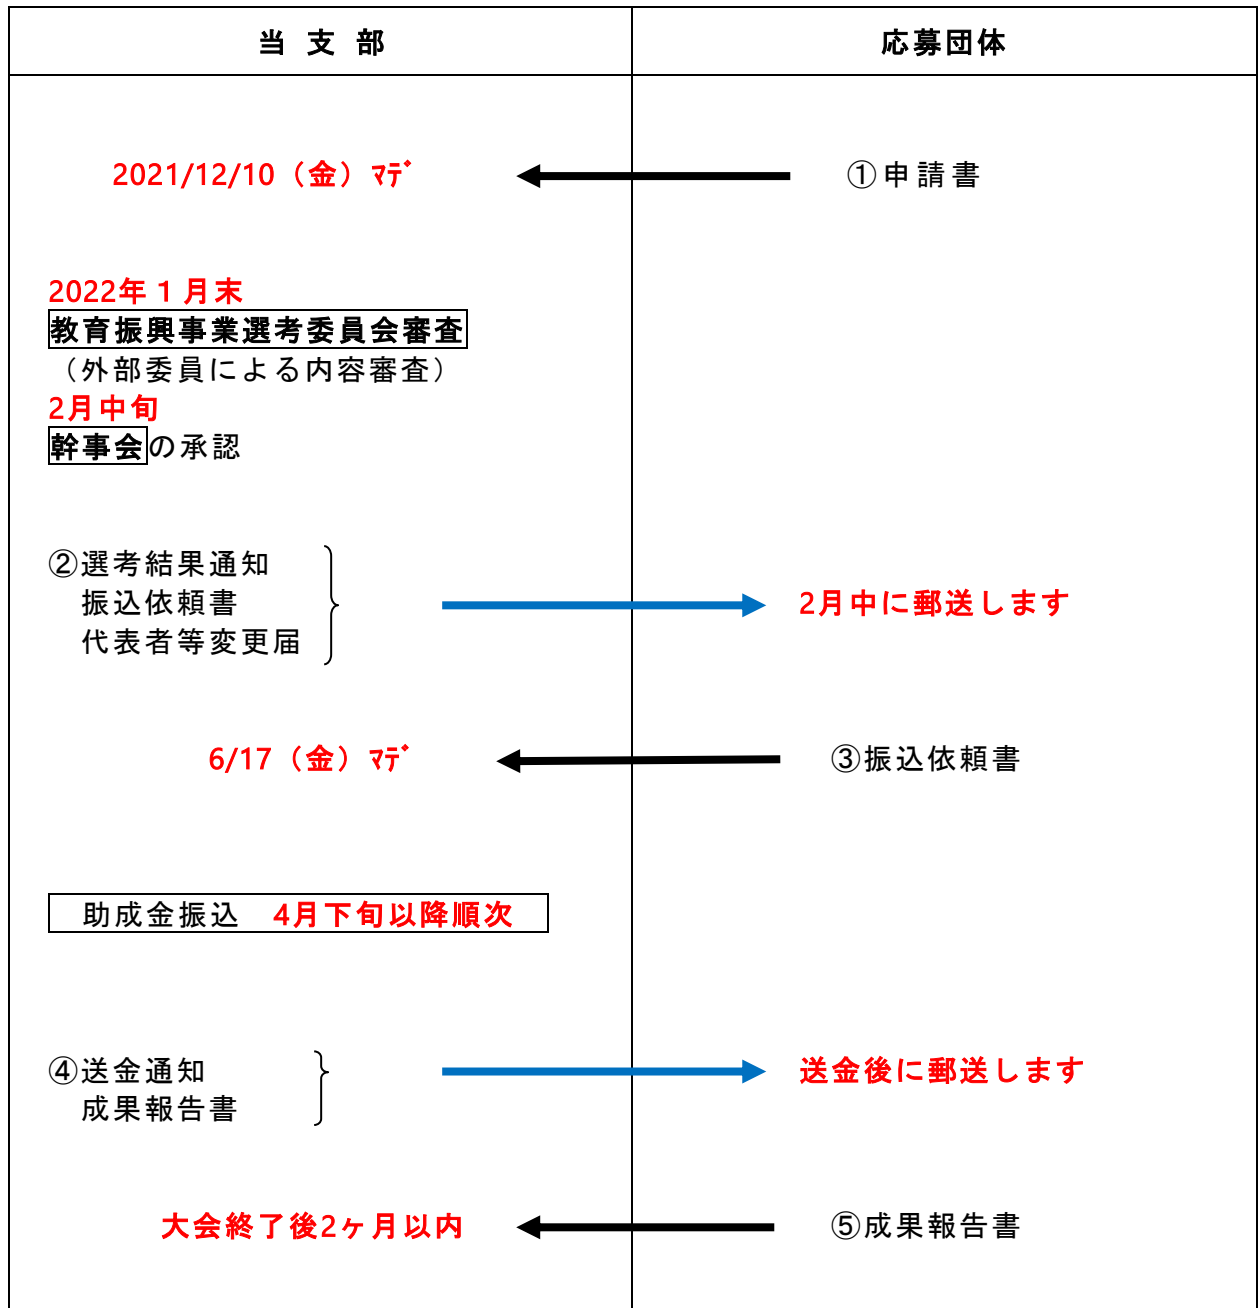 当 支 部
応募団体
2021/12/10（金）ﾏﾃﾞ
①申請書
2022年１月末
教育振興事業選考委員会審査
（外部委員による内容審査）
2月中旬
幹事会の承認
②選考結果通知
振込依頼書
代表者等変更届
2月中に郵送します
6/17（金）ﾏﾃﾞ
③振込依頼書
助成金振込　4月下旬以降順次
④送金通知
成果報告書
送金後に郵送します
大会終了後2ヶ月以内
⑤成果報告書